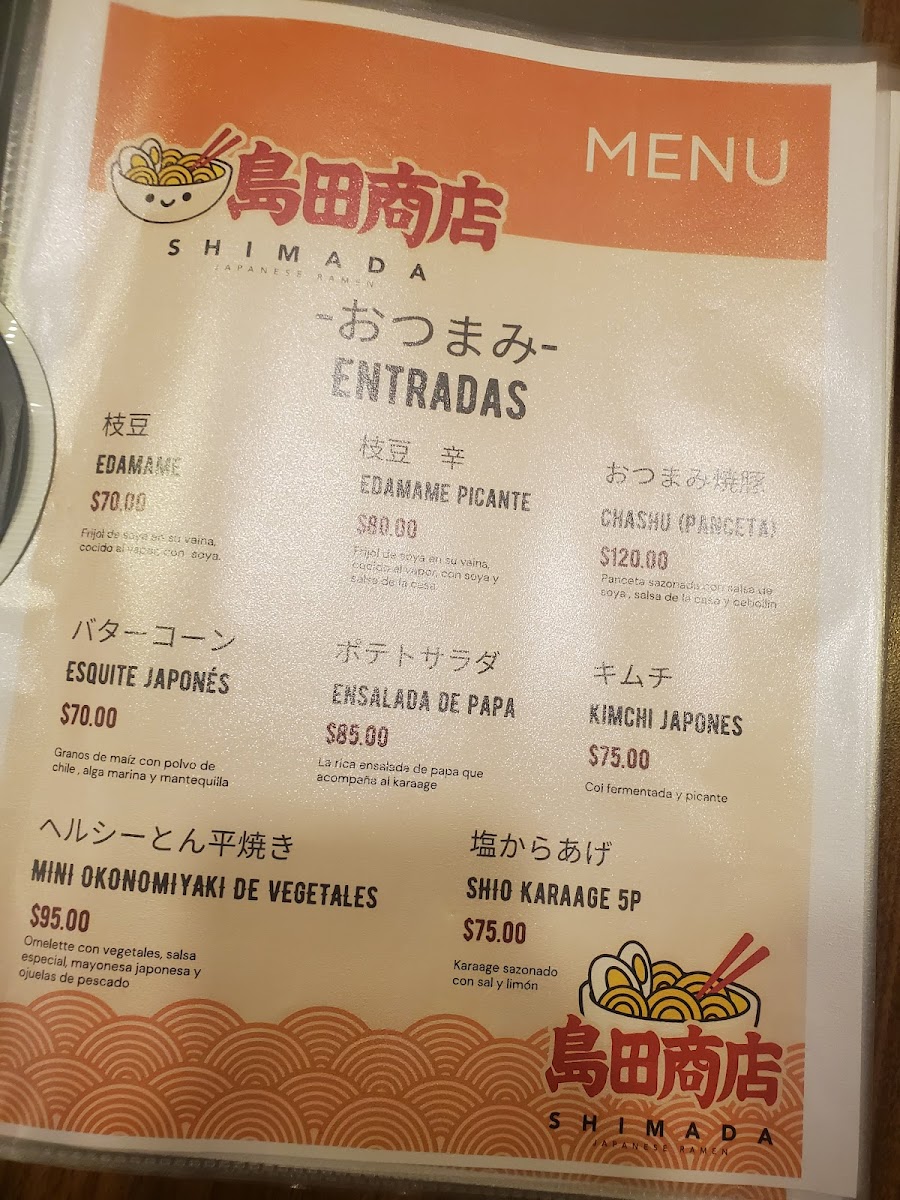 MENU
島田商店
SHIMADA
JAPANESE RAMEN
-おつまみ-
ENTRADAS
枝豆
EDAMAME
$70.00
Frijol de soya en su vaina,
cocido al vapor, con soya.
枝豆 辛
EDAMAME PICANTE
$80.00
Frijol de soya en su vaina,
cocido al vapor, con soya y
salsa de la casa
おつまみ焼豚
CHASHU (PANCETA)
$120.00
Panceta sazonada con salsa de
soya , salsa de la casa y cebollin
バターコーン
ESQUITE JAPONÉS
$70.00
Granos de maíz con polvo de
chile , alga marina y mantequilla
ポテトサラダ
ENSALADA DE PAPA
$85.00
La rica ensalada de papa que
acompaña al karaage
キムチ
KIMCHI JAPONES
$75.00
Col fermentada y picante
ヘルシーとん平焼き
MINI OKONOMIYAKI DE VEGETALES
$95.00
Omelette con vegetales, salsa
especial, mayonesa japonesa y
ojuelas de pescado
塩からあげ
SHIO KARAAGE 5P
$75.00
Karaage sazonado
con sal y limón
島田商店
SHIMADA
JAPANESE RAMEN